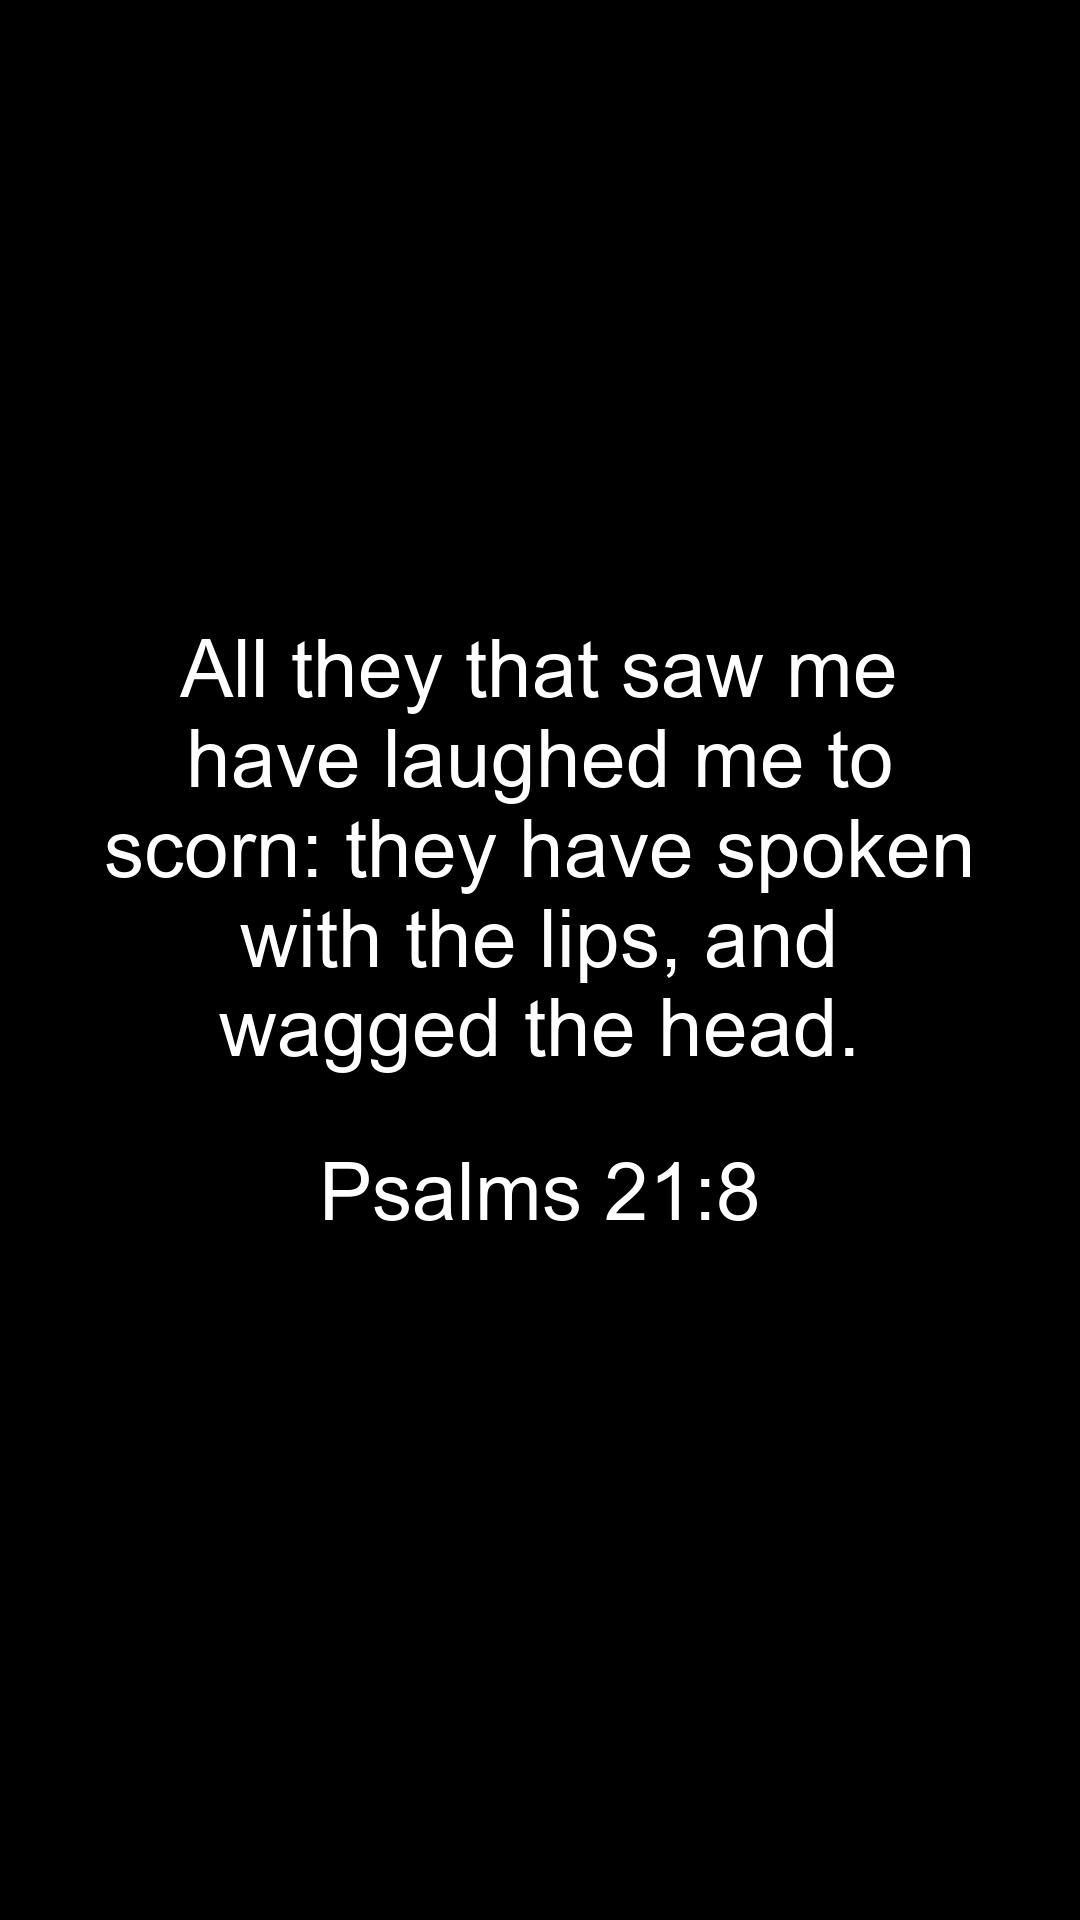 All they that saw me
have laughed me to
scorn: they have spoken
with the lips, and
wagged the head.
Psalms 21:8